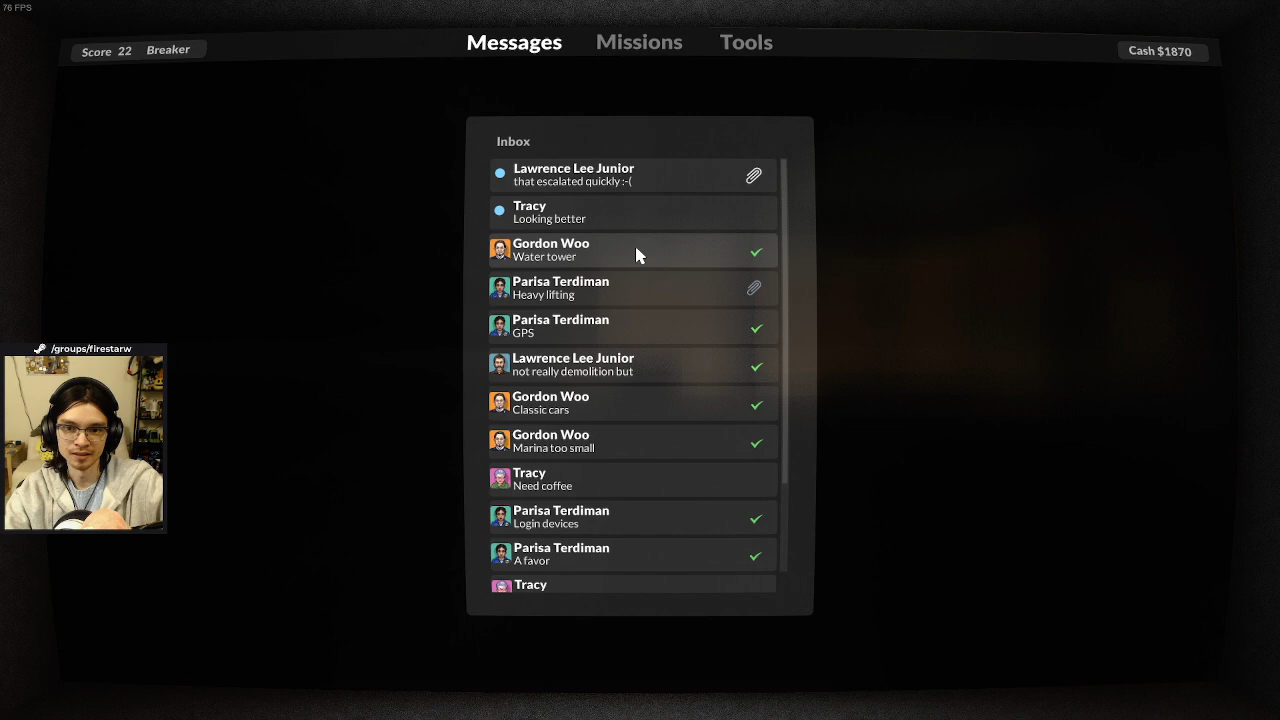 76 FPS
Score 22 Breaker
Messages Missions Tools
Cash $1870
Inbox
Lawrence Lee Junior
that escalated quickly :-(
Tracy
Looking better
Gordon Woo
Water tower
Parisa Terdiman
Heavy lifting
Parisa Terdiman
GPS
Lawrence Lee Junior
not really demolition but
Gordon Woo
Classic cars
Gordon Woo
Marina too small
Tracy
Need coffee
Parisa Terdiman
Login devices
Parisa Terdiman
A favor
Tracy
/groups/firestarw